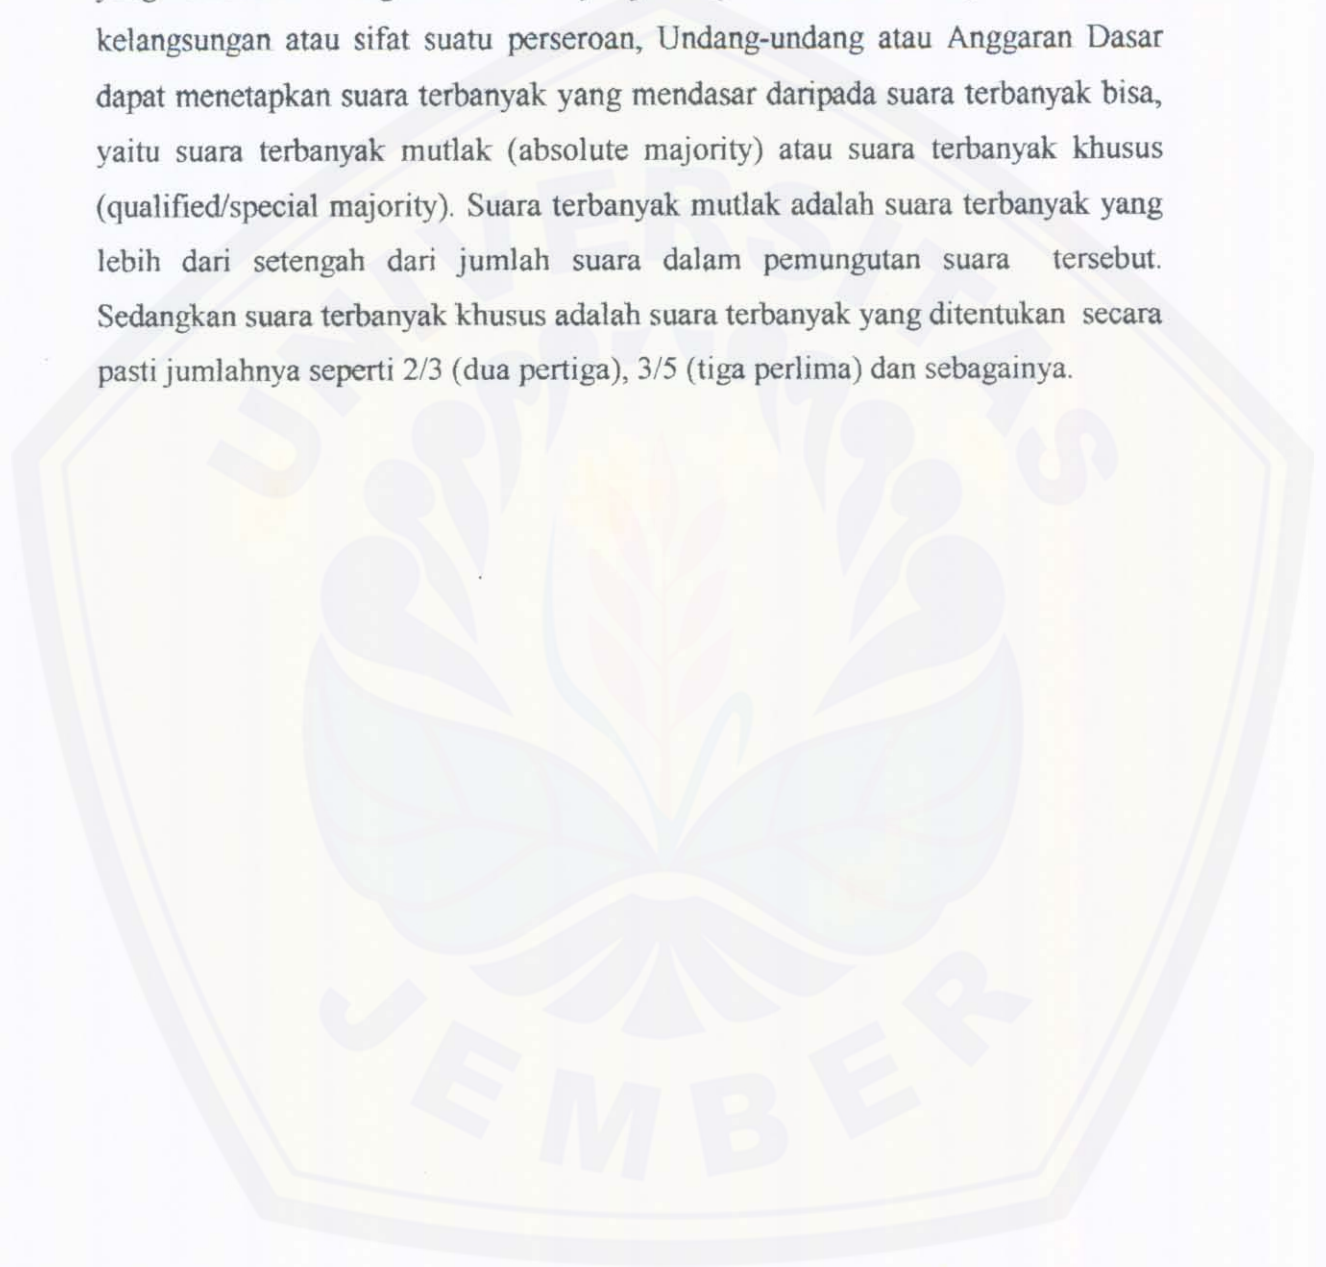 kelangsungan atau sifat suatu perseroan, Undang-undang atau Anggaran Dasar
dapat menetapkan suara terbanyak yang mendasar daripada suara terbanyak bisa,
yaitu suara terbanyak mutlak (absolute majority) atau suara terbanyak khusus
(qualified/special majority). Suara terbanyak mutlak adalah suara terbanyak yang
lebih dari setengah dari jumlah suara dalam pemungutan suara tersebut.
Sedangkan suara terbanyak khusus adalah suara terbanyak yang ditentukan secara
pasti jumlahnya seperti 2/3 (dua pertiga), 3/5 (tiga perlima) dan sebagainya.
UNIVERSITAS
JEMBER